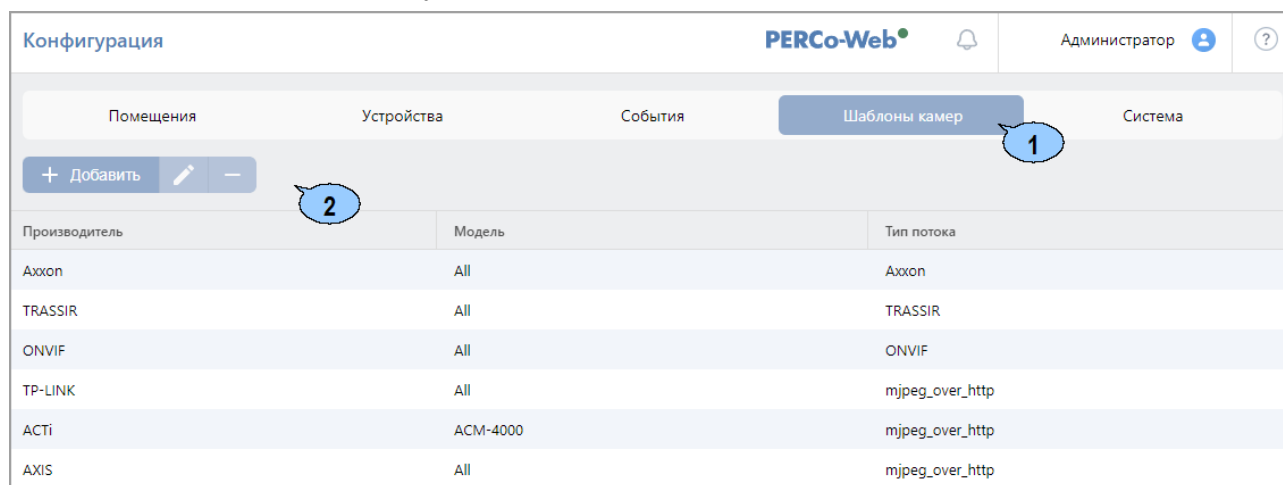 Конфигурация PERCo-Web Администратор ?
Помещения Устройства События Шаблоны камер Система
1
+ Добавить
2
Производитель Модель Тип потока
Axxon All Axxon
TRASSIR All TRASSIR
ONVIF All ONVIF
TP-LINK All mjpeg_over_http
ACTi ACM-4000 mjpeg_over_http
AXIS All mjpeg_over_http